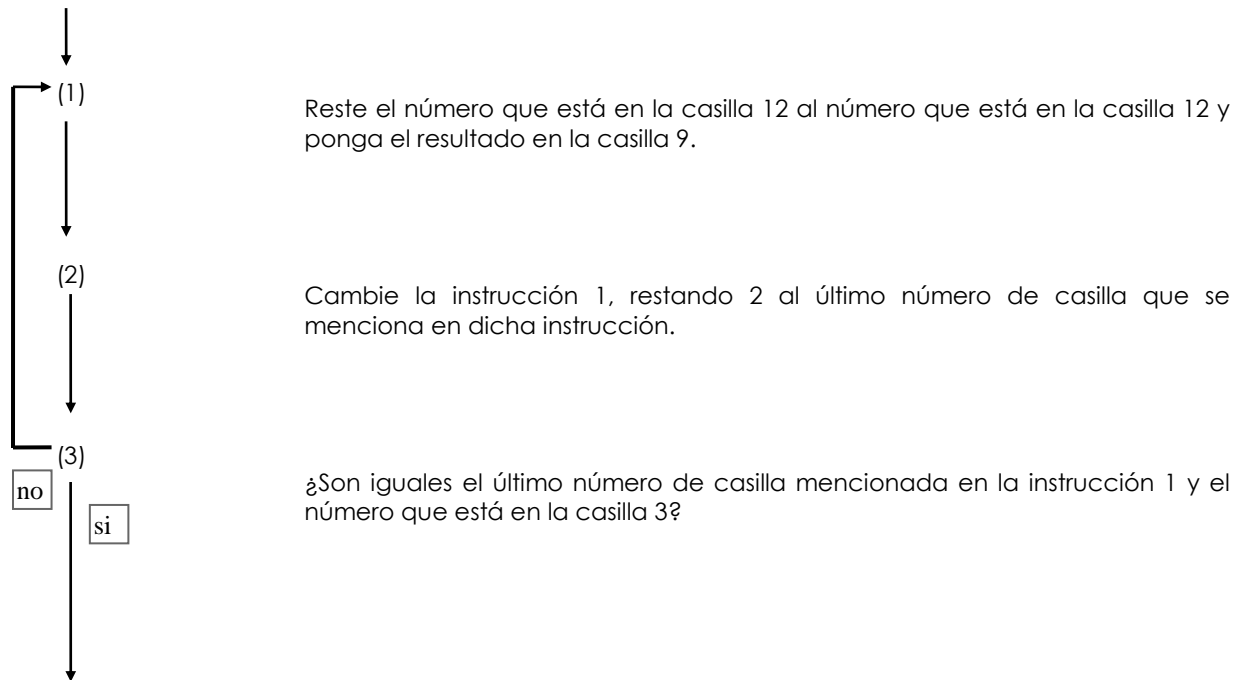 (1)
Reste el número que está en la casilla 12 al número que está en la casilla 12 y
ponga el resultado en la casilla 9.
(2)
Cambie la instrucción 1, restando 2 al último número de casilla que se
menciona en dicha instrucción.
(3)
no
¿Son iguales el último número de casilla mencionada en la instrucción 1 y el
número que está en la casilla 3?
si